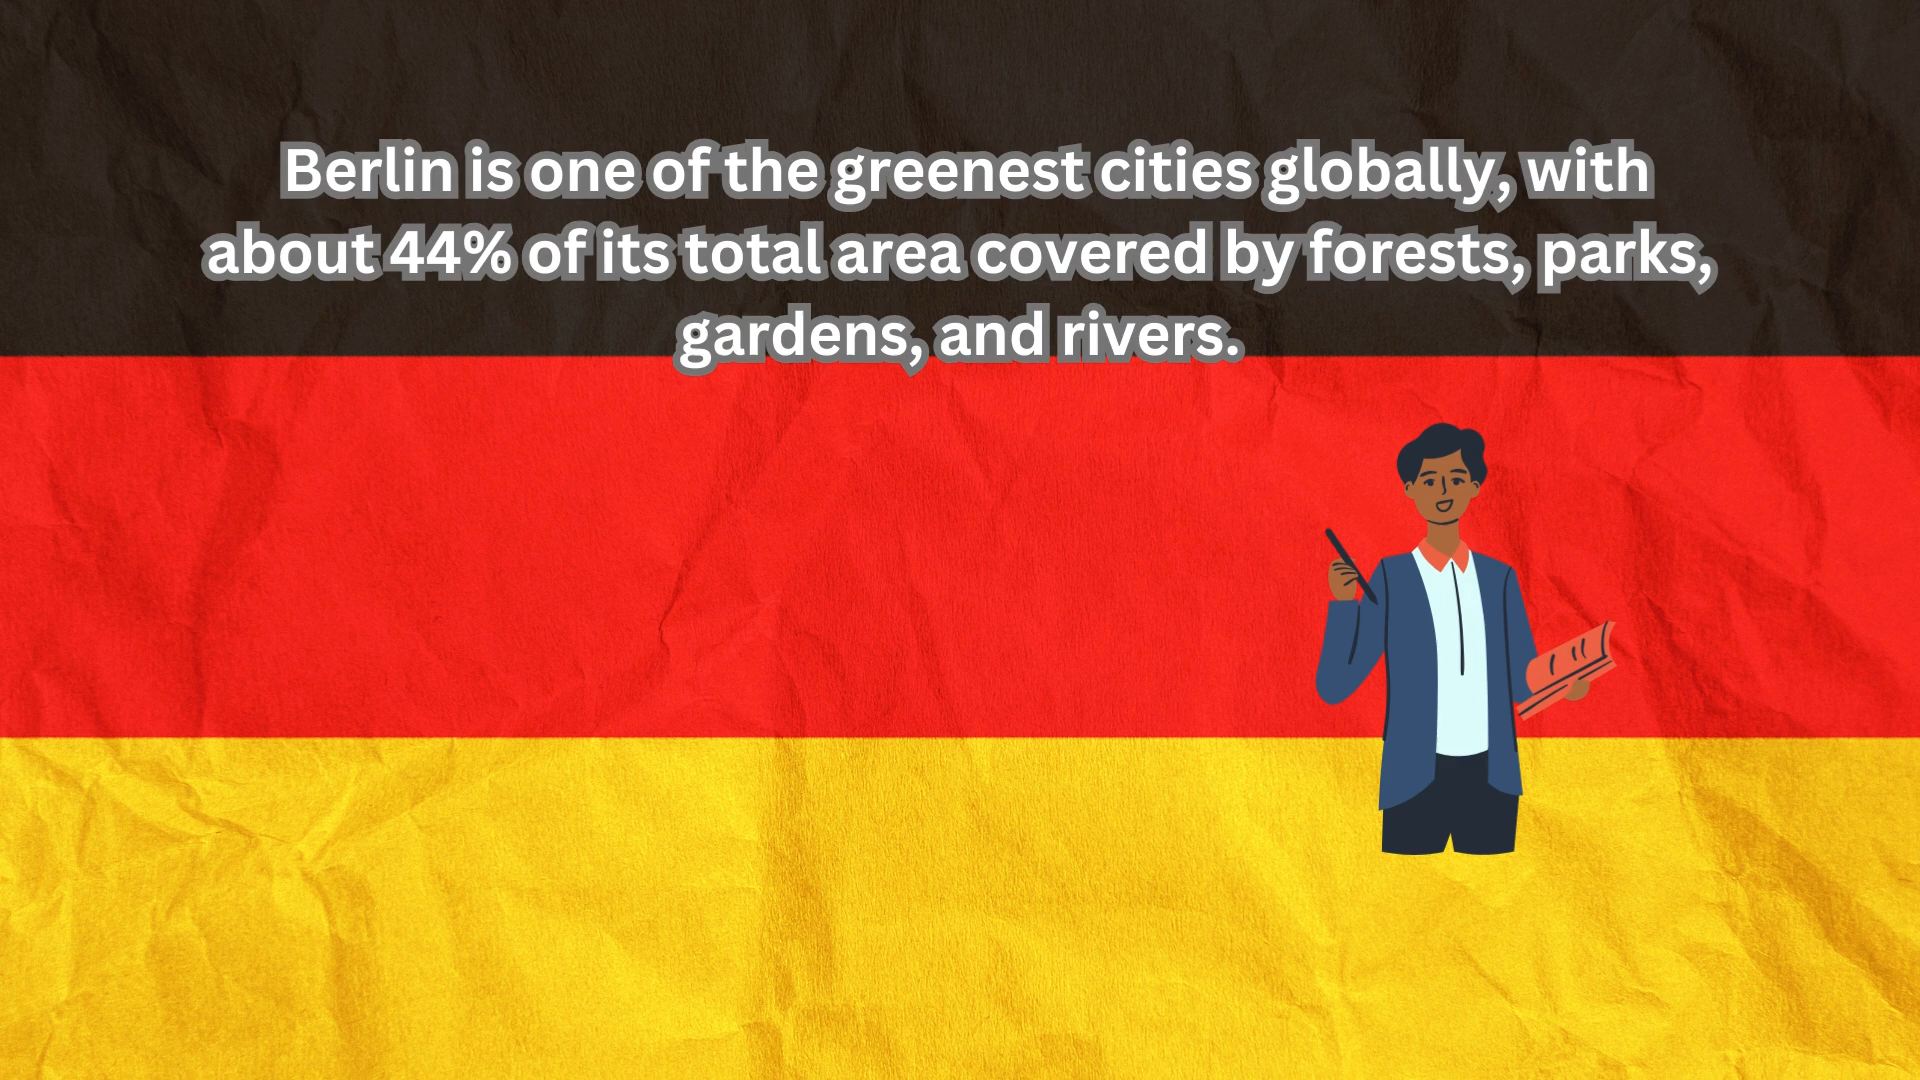 Berlin is one of the greenest cities globally, with
about 44% of its total area covered by forests, parks,
gardens, and rivers.